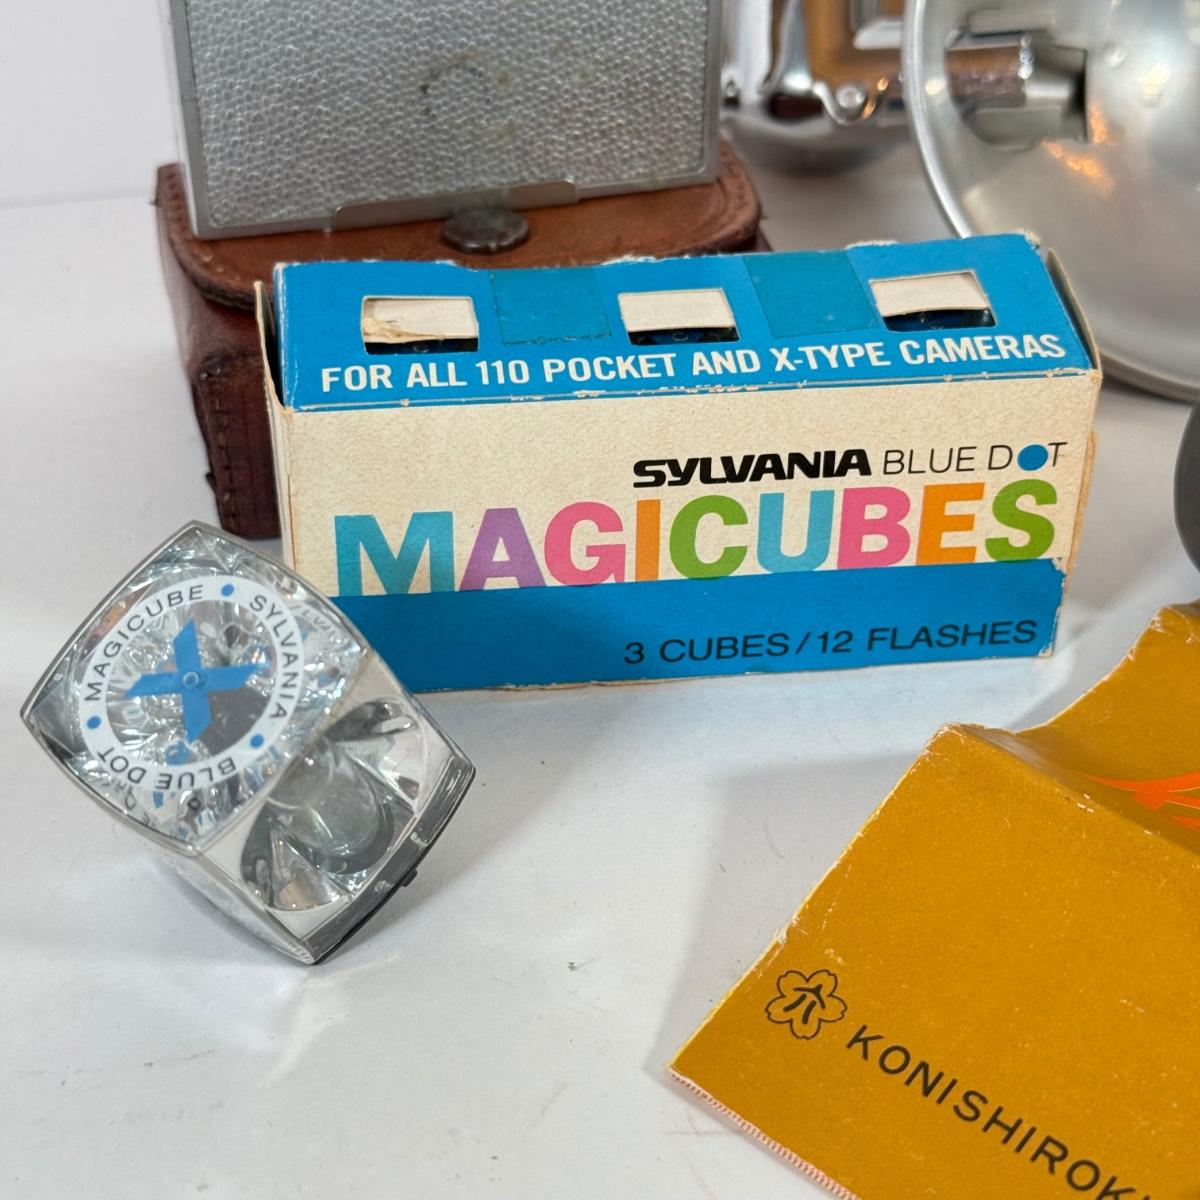 FOR ALL 110 POCKET AND X-TYPE CAMERAS
SYLVANIA BLUE DOT
MAGICUBES
3 CUBES/12 FLASHES
MAGICUBE • SYLVANIA • BLUE DOT •
KONISHIROK